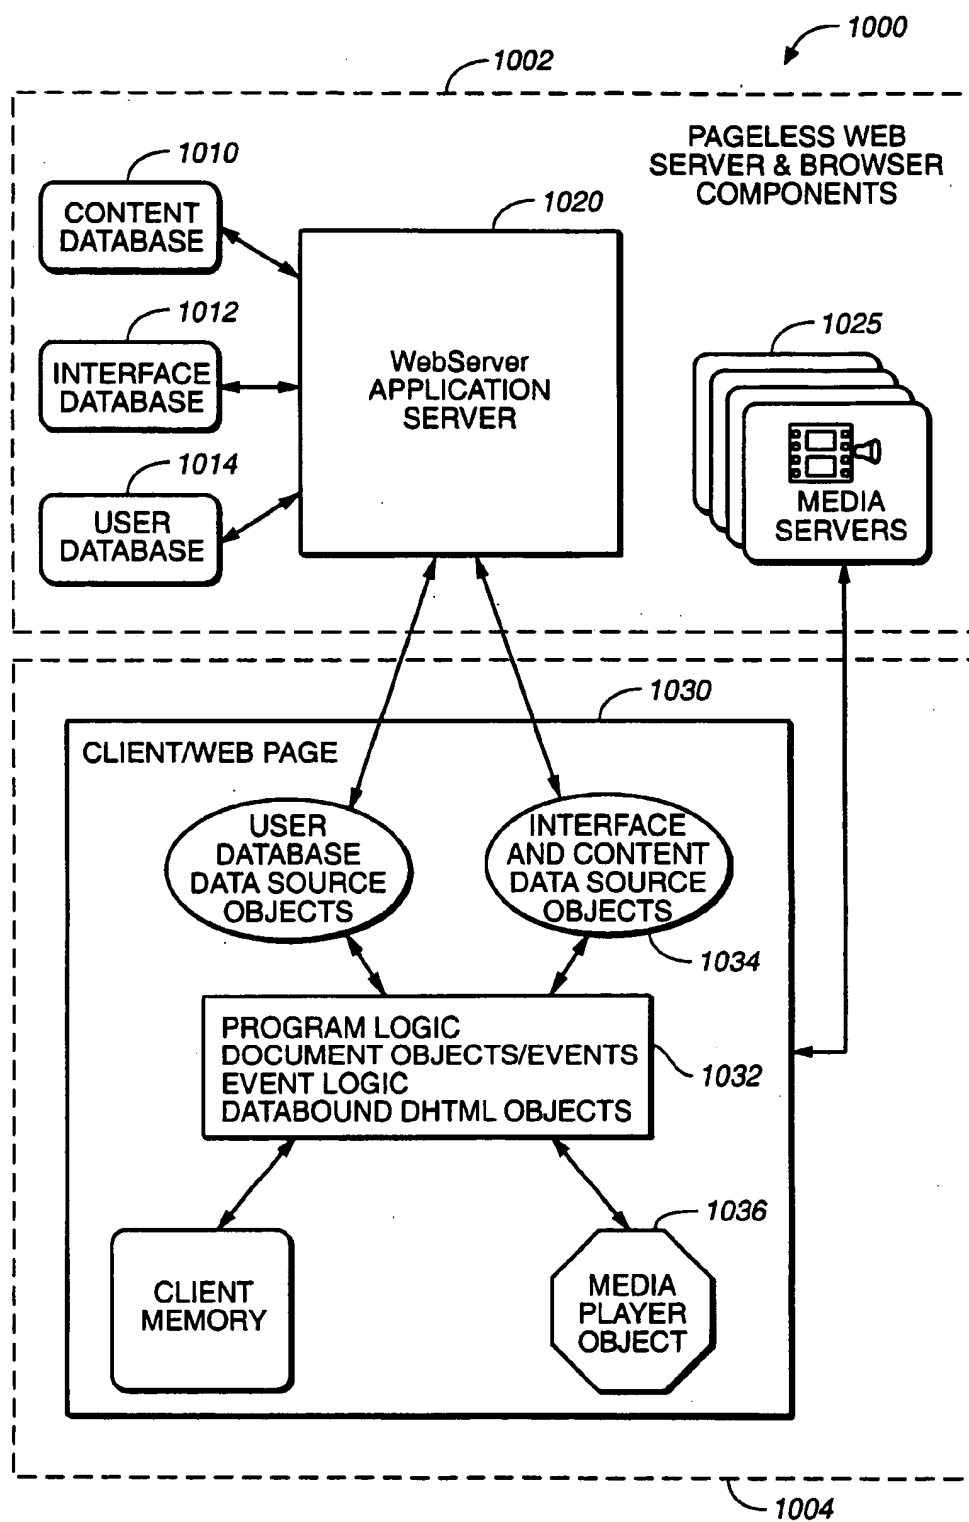 1000
1002
PAGELESS WEB
SERVER & BROWSER
COMPONENTS
1010
CONTENT
DATABASE
1020
1012
INTERFACE
DATABASE
WebServer
APPLICATION
SERVER
1025
MEDIA
SERVERS
1014
USER
DATABASE
1030
CLIENT/WEB PAGE
USER
DATABASE
DATA SOURCE
OBJECTS
INTERFACE
AND CONTENT
DATA SOURCE
OBJECTS
1034
PROGRAM LOGIC
DOCUMENT OBJECTS/EVENTS
EVENT LOGIC
DATABOUND DHTML OBJECTS
1032
1036
CLIENT
MEMORY
MEDIA
PLAYER
OBJECT
1004